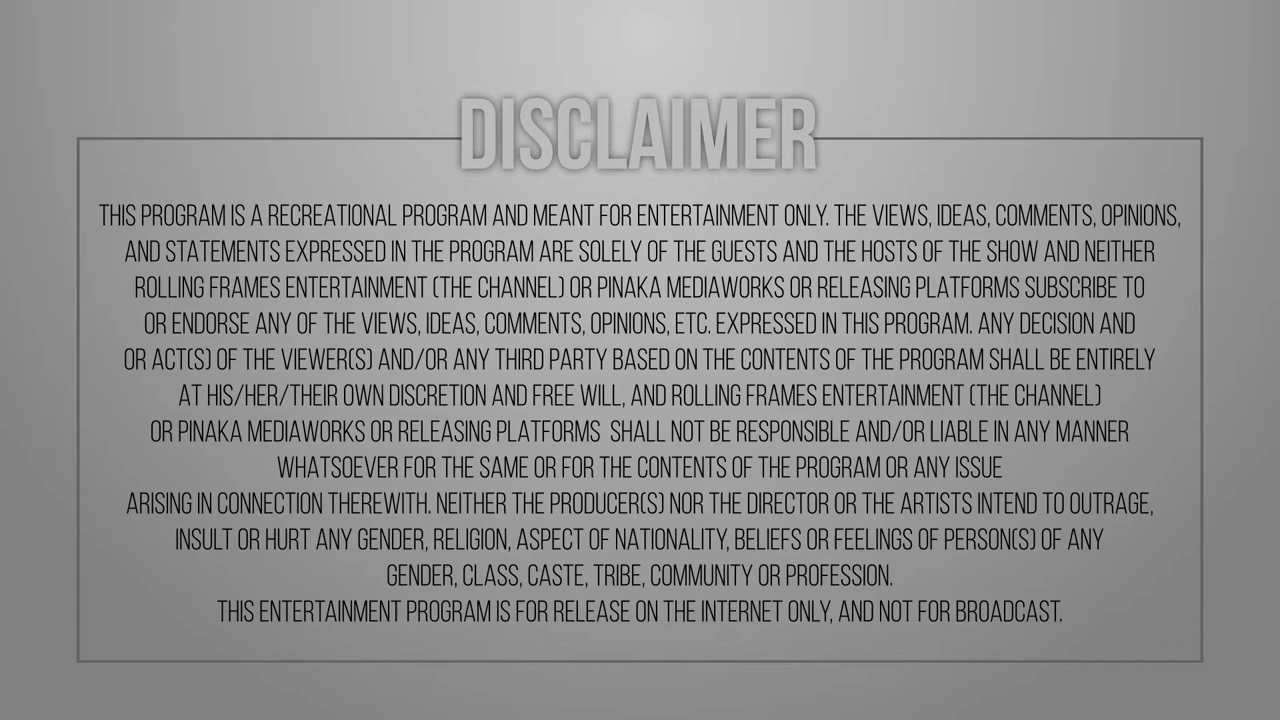 DISCLAIMER
THIS PROGRAM IS A RECREATIONAL PROGRAM AND MEANT FOR ENTERTAINMENT ONLY. THE VIEWS, IDEAS, COMMENTS, OPINIONS,
AND STATEMENTS EXPRESSED IN THE PROGRAM ARE SOLELY OF THE GUESTS AND THE HOSTS OF THE SHOW AND NEITHER
ROLLING FRAMES ENTERTAINMENT (THE CHANNEL) OR PINAKA MEDIAWORKS OR RELEASING PLATFORMS SUBSCRIBE TO
OR ENDORSE ANY OF THE VIEWS, IDEAS, COMMENTS, OPINIONS, ETC. EXPRESSED IN THIS PROGRAM. ANY DECISION AND
OR ACT(S) OF THE VIEWER(S) AND/OR ANY THIRD PARTY BASED ON THE CONTENTS OF THE PROGRAM SHALL BE ENTIRELY
AT HIS/HER/THEIR OWN DISCRETION AND FREE WILL, AND ROLLING FRAMES ENTERTAINMENT (THE CHANNEL)
OR PINAKA MEDIAWORKS OR RELEASING PLATFORMS SHALL NOT BE RESPONSIBLE AND/OR LIABLE IN ANY MANNER
WHATSOEVER FOR THE SAME OR FOR THE CONTENTS OF THE PROGRAM OR ANY ISSUE
ARISING IN CONNECTION THEREWITH. NEITHER THE PRODUCER(S) NOR THE DIRECTOR OR THE ARTISTS INTEND TO OUTRAGE,
INSULT OR HURT ANY GENDER, RELIGION, ASPECT OF NATIONALITY, BELIEFS OR FEELINGS OF PERSON(S) OF ANY
GENDER, CLASS, CASTE, TRIBE, COMMUNITY OR PROFESSION.
THIS ENTERTAINMENT PROGRAM IS FOR RELEASE ON THE INTERNET ONLY, AND NOT FOR BROADCAST.